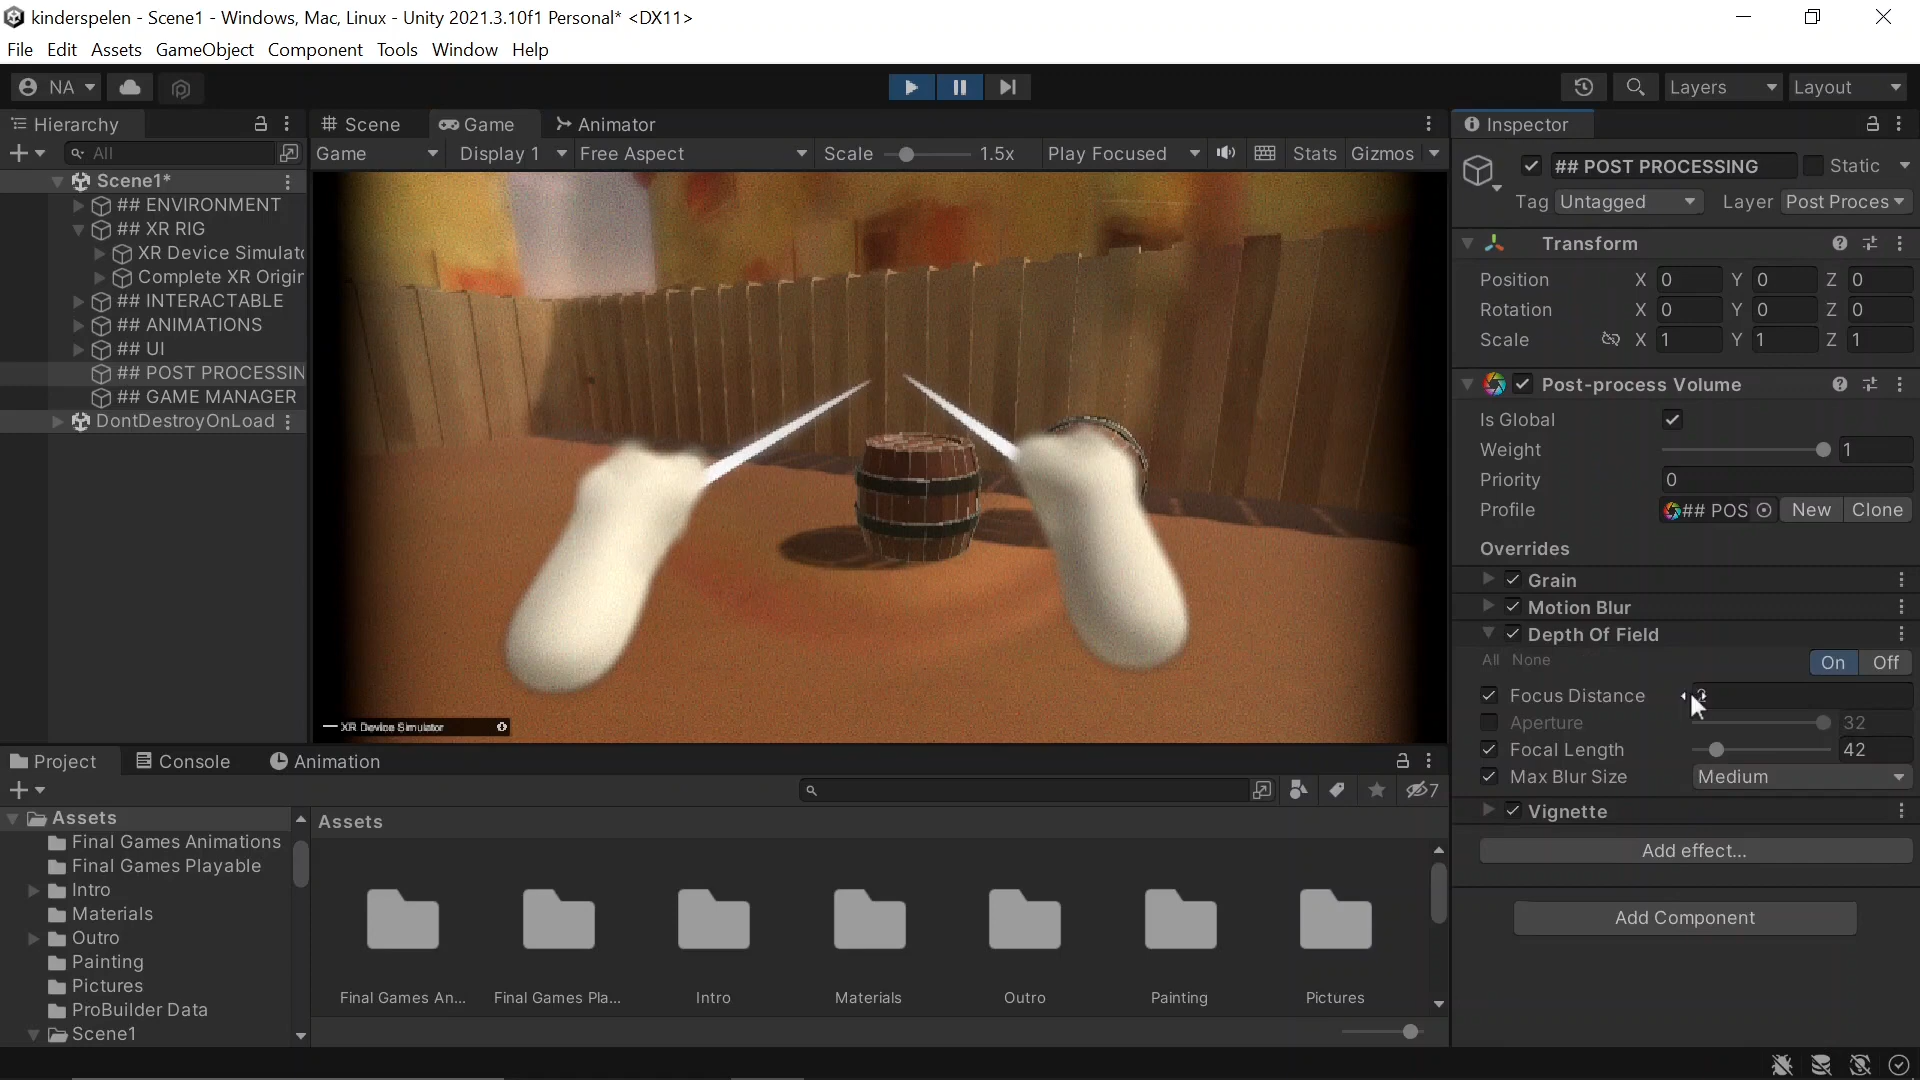 kinderspelen - Scene1 - Windows, Mac, Linux - Unity 2021.3.10f1 Personal* <DX11>
File Edit Assets GameObject Component Tools Window Help
NA Layers Layout
Hierarchy
All
Scene1*
## ENVIRONMENT
## XR RIG
XR Device Simulato
Complete XR Origin
## INTERACTABLE
## ANIMATIONS
## UI
## POST PROCESSIN
## GAME MANAGER
DontDestroyOnLoad
Scene Game Animator
Game Display 1 Free Aspect Scale 1.5x Play Focused Stats Gizmos
XR Device Simulator
Inspector
## POST PROCESSING Static
Tag Untagged Layer Post Proces
Transform
Position X 0 Y 0 Z 0
Rotation X 0 Y 0 Z 0
Scale X 1 Y 1 Z 1
Post-process Volume
Is Global
Weight 1
Priority 0
Profile ## POS New Clone
Overrides
Grain
Motion Blur
Depth Of Field
All None On Off
Focus Distance
Aperture 32
Focal Length 42
Max Blur Size Medium
Vignette
Add effect...
Add Component
Project Console Animation
7
Assets
Final Games Animations
Final Games Playable
Intro
Materials
Outro
Painting
Pictures
ProBuilder Data
Scene1
Assets
Final Games An... Final Games Pla... Intro Materials Outro Painting Pictures